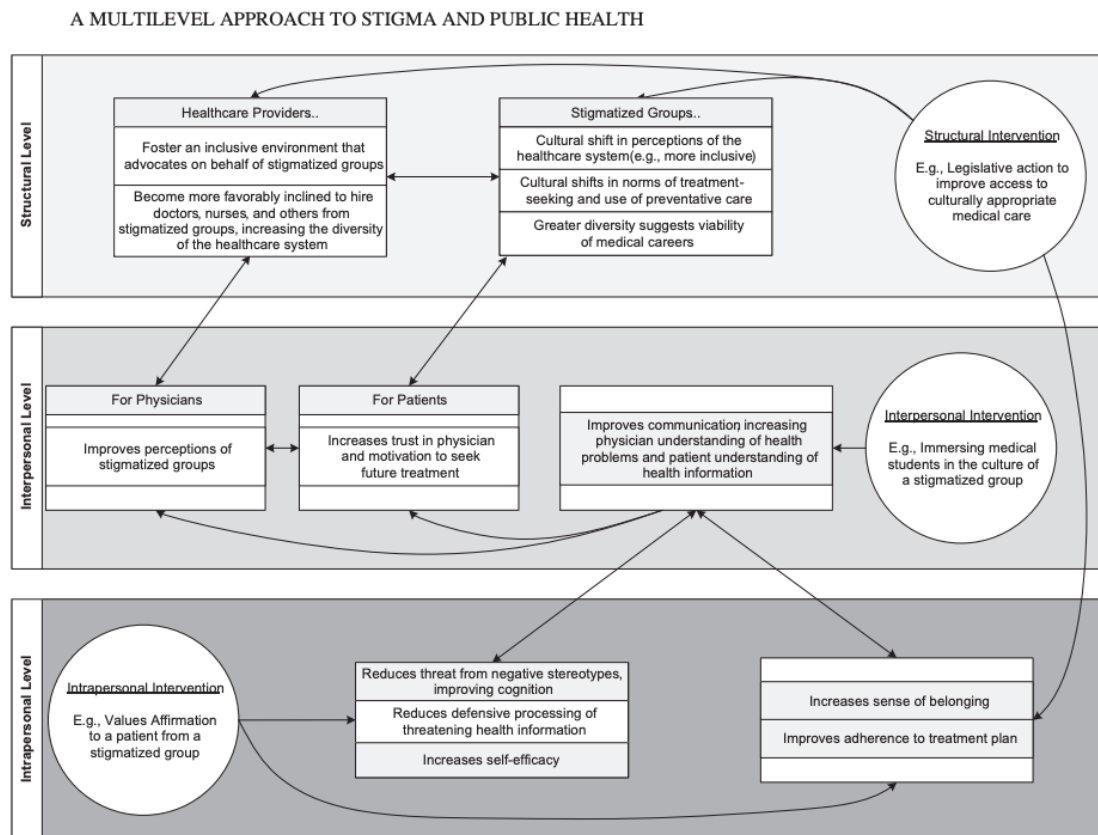 A MULTILEVEL APPROACH TO STIGMA AND PUBLIC HEALTH
Structural Level
Healthcare Providers..
Foster an inclusive environment that
advocates on behalf of stigmatized groups
Become more favorably inclined to hire
doctors, nurses, and others from
stigmatized groups, increasing the diversity
of the healthcare system
Stigmatized Groups..
Cultural shift in perceptions of the
healthcare system(e.g., more inclusive)
Cultural shifts in norms of treatment-
seeking and use of preventative care
Greater diversity suggests viability
of medical careers
Structural Intervention
E.g., Legislative action to
improve access to
culturally appropriate
medical care
Interpersonal Level
For Physicians
Improves perceptions of
stigmatized groups
For Patients
Increases trust in physician
and motivation to seek
future treatment
Improves communication, increasing
physician understanding of health
problems and patient understanding of
health information
Interpersonal Intervention
E.g., Immersing medical
students in the culture of
a stigmatized group
Intrapersonal Level
Intrapersonal Intervention
E.g., Values Affirmation
to a patient from a
stigmatized group
Reduces threat from negative stereotypes,
improving cognition
Reduces defensive processing of
threatening health information
Increases self-efficacy
Increases sense of belonging
Improves adherence to treatment plan